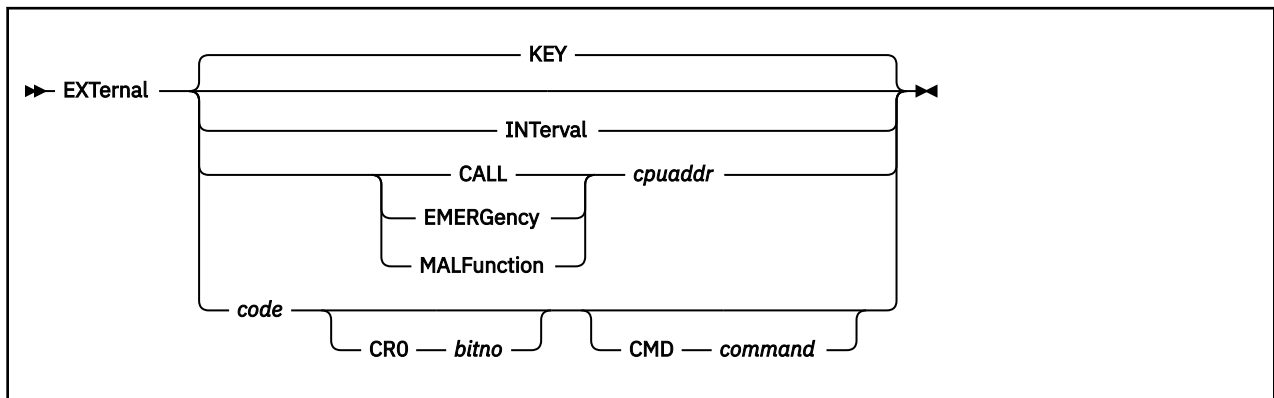 KEY
EXTernal
INTerval
CALL cpuaddr
EMERGency
MALFunction
code
CR0 bitno CMD command